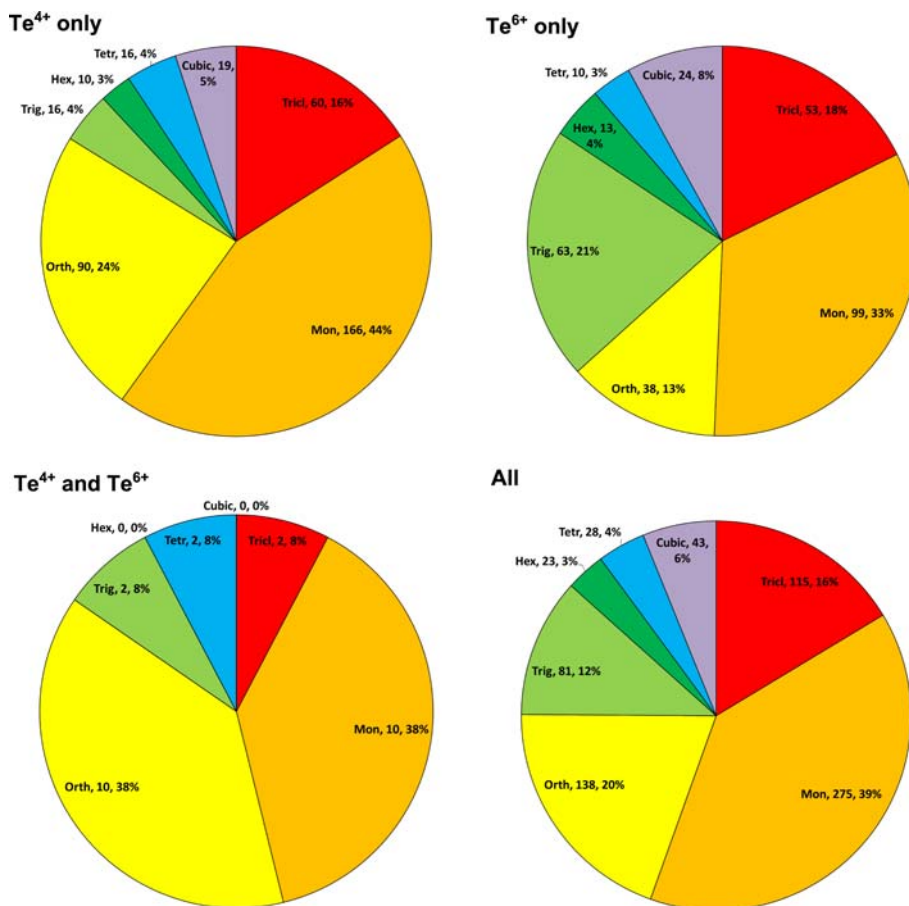 Te⁴⁺ only
Tetr, 16, 4%
Hex, 10, 3%
Trig, 16, 4%
Cubic, 19,
5%
Tricl, 60, 16%
Orth, 90, 24%
Mon, 166, 44%
Te⁶⁺ only
Tetr, 10, 3%
Cubic, 24, 8%
Tricl, 53, 18%
Hex, 13,
4%
Trig, 63, 21%
Mon, 99, 33%
Orth, 38, 13%
Te⁴⁺ and Te⁶⁺
Cubic, 0, 0%
Hex, 0, 0%
Tetr, 2, 8%
Tricl, 2, 8%
Trig, 2, 8%
Mon, 10, 38%
Orth, 10, 38%
All
Tetr, 28, 4%
Hex, 23, 3%
Cubic, 43,
6%
Tricl, 115, 16%
Trig, 81, 12%
Orth, 138, 20%
Mon, 275, 39%